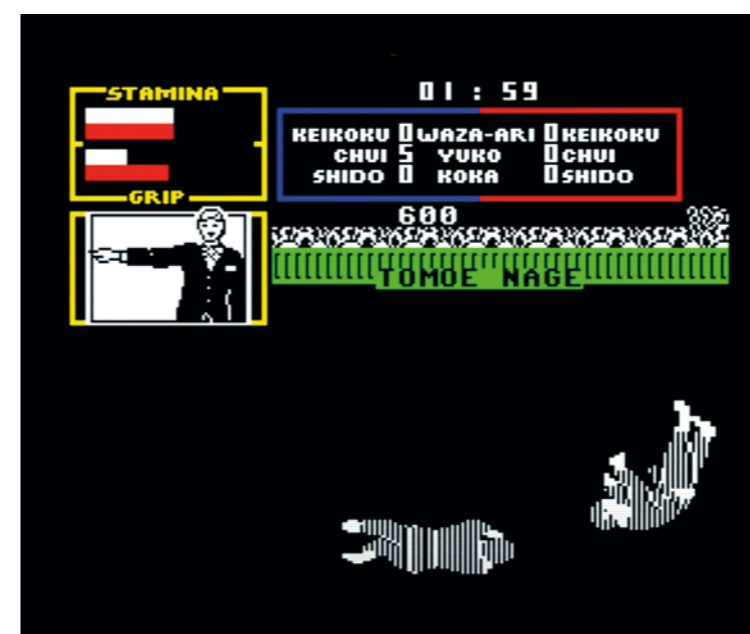 STAMINA
GRIP
01 : 59
KEIKOKU 0 WAZA-ARI 0 KEIKOKU
CHUI 5 YUKO 0 CHUI
SHIDO 0 KOKA 0 SHIDO
600
TOMOE NAGE